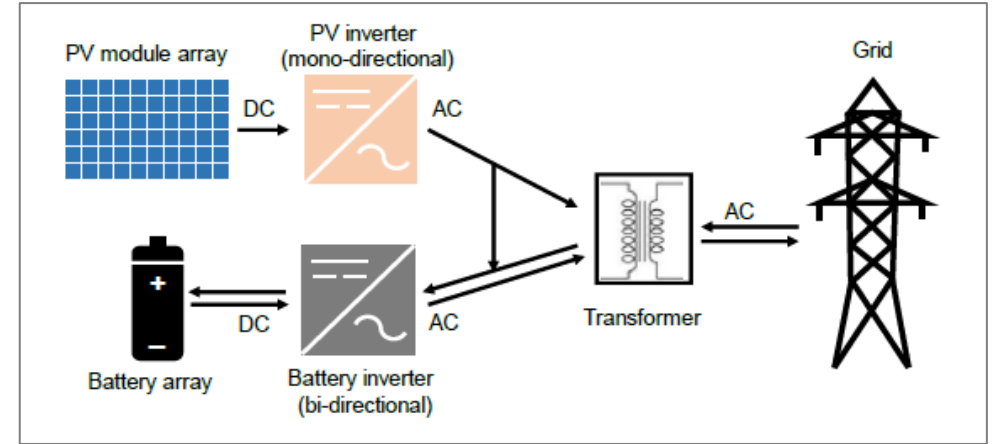 PV module array
PV inverter
(mono-directional)
Grid
DC
AC
AC
+
−
DC
AC
Transformer
Battery array
Battery inverter
(bi-directional)